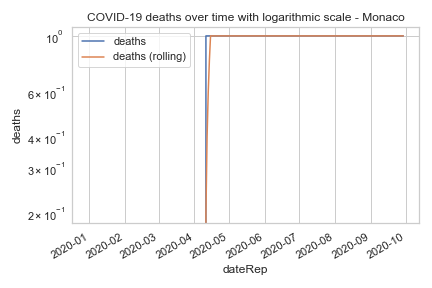 COVID-19 deaths over time with logarithmic scale - Monaco
10⁰
6 × 10⁻¹
4 × 10⁻¹
3 × 10⁻¹
2 × 10⁻¹
deaths
deaths
deaths (rolling)
2020-01
2020-02
2020-03
2020-04
2020-05
2020-06
2020-07
2020-08
2020-09
2020-10
dateRep